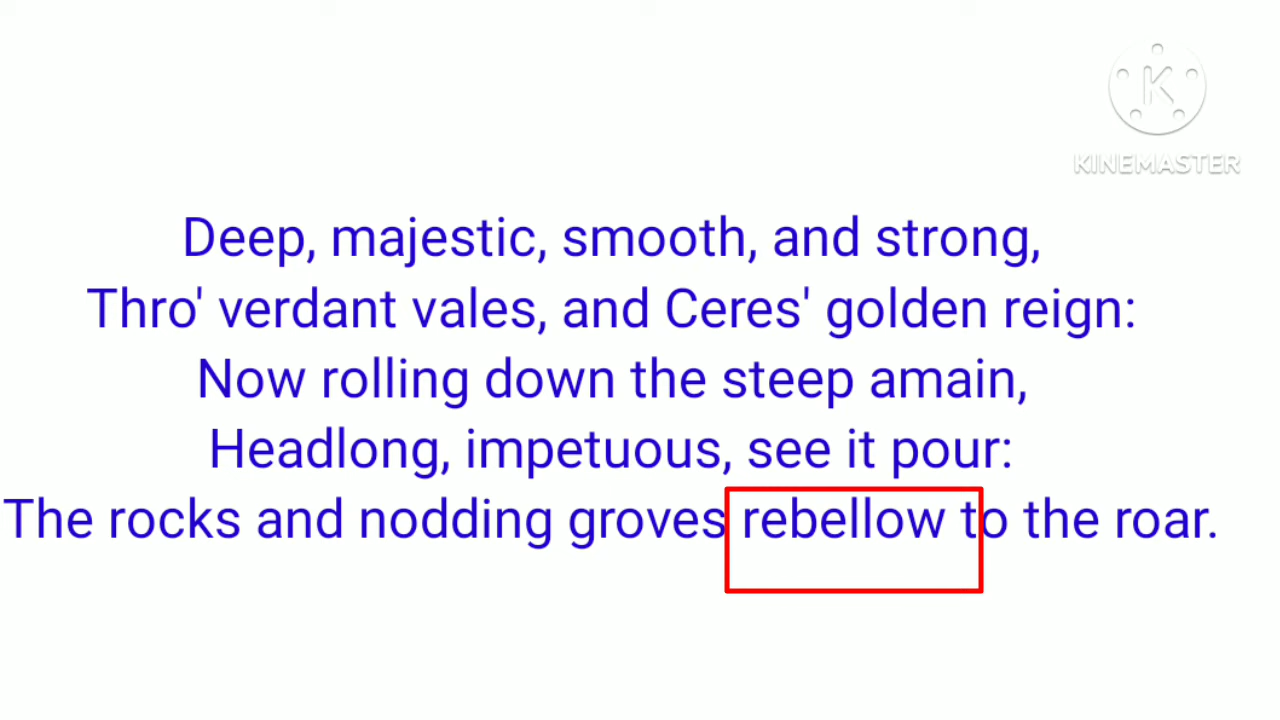 K
KINEMASTER
Deep, majestic, smooth, and strong,
Thro' verdant vales, and Ceres' golden reign:
Now rolling down the steep amain,
Headlong, impetuous, see it pour:
The rocks and nodding groves rebellow to the roar.